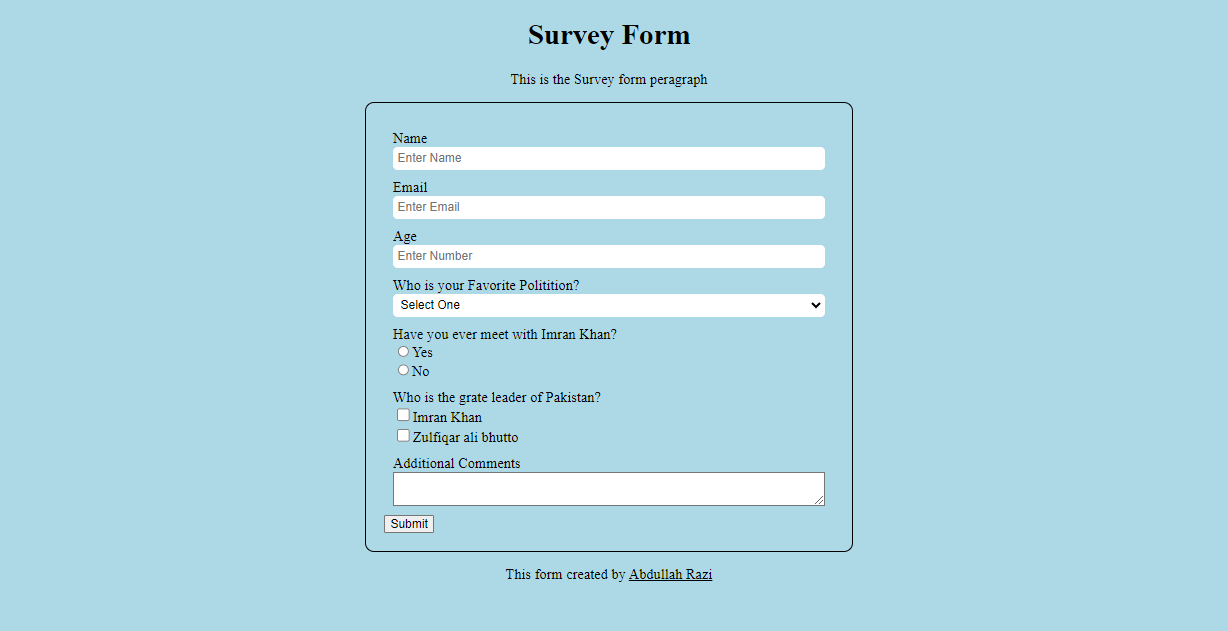 Survey Form
This is the Survey form peragraph
Name
Enter Name
Email
Enter Email
Age
Enter Number
Who is your Favorite Politition?
Select One
Have you ever meet with Imran Khan?
Yes
No
Who is the grate leader of Pakistan?
Imran Khan
Zulfiqar ali bhutto
Additional Comments
Submit
This form created by Abdullah Razi